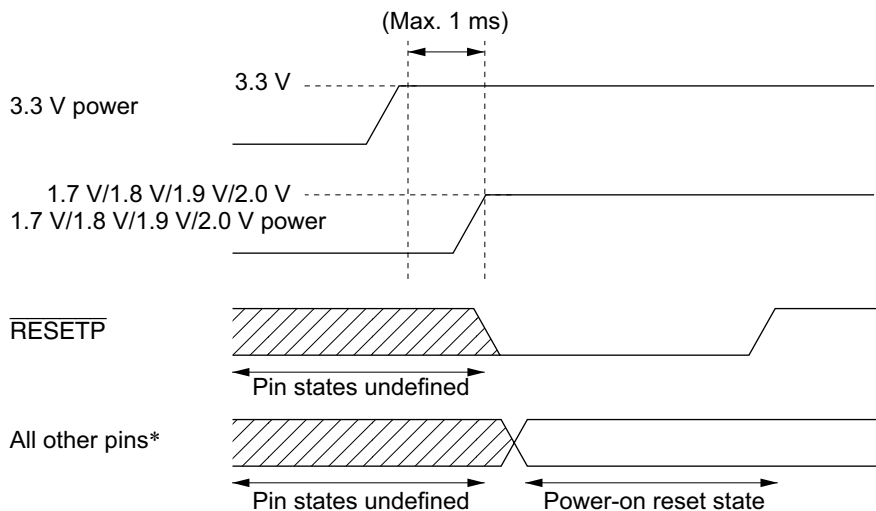 (Max. 1 ms)
3.3 V
3.3 V power
1.7 V/1.8 V/1.9 V/2.0 V
1.7 V/1.8 V/1.9 V/2.0 V power
RESETP
Pin states undefined
All other pins*
Pin states undefined
Power-on reset state